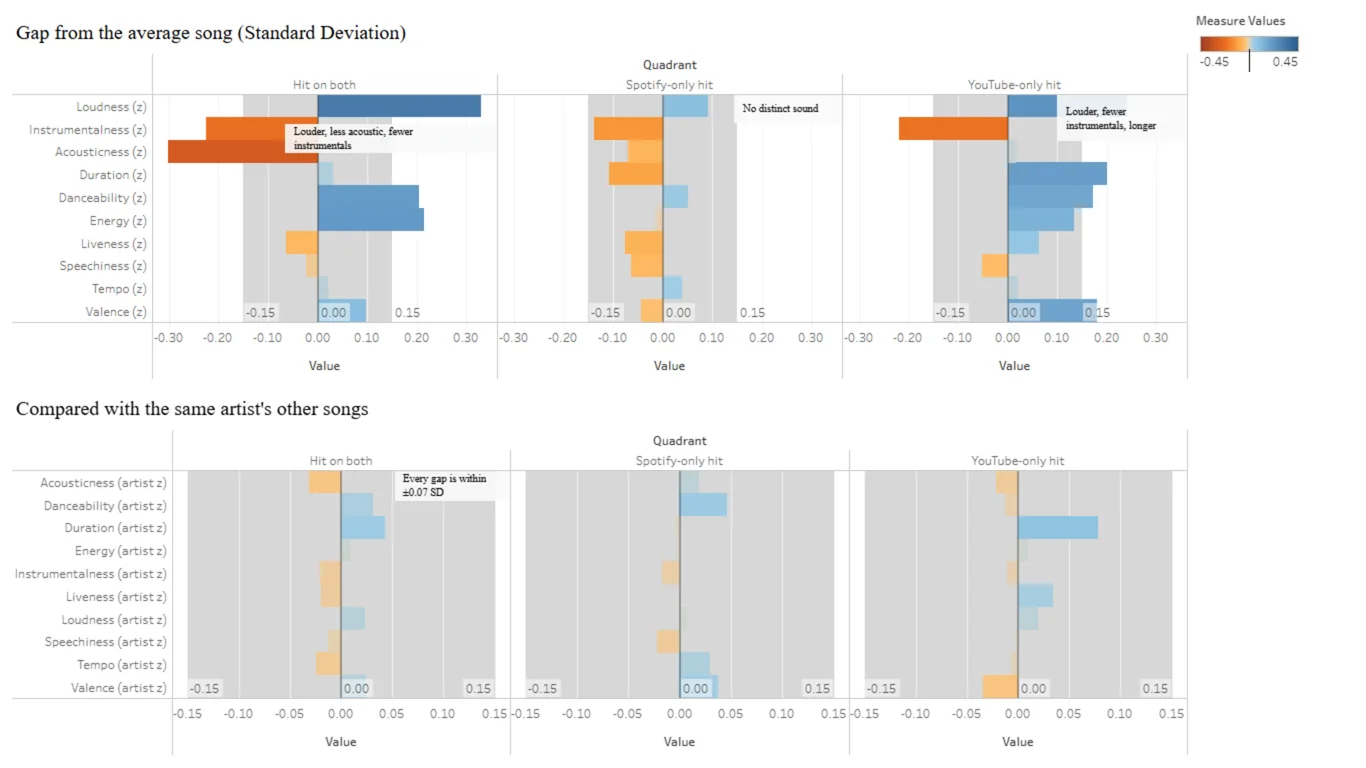 Measure Values
-0.45 0.45
Gap from the average song (Standard Deviation)
Quadrant
Hit on both Spotify-only hit YouTube-only hit
Loudness (z)
Instrumentalness (z)
Acousticness (z)
Duration (z)
Danceability (z)
Energy (z)
Liveness (z)
Speechiness (z)
Tempo (z)
Valence (z)
Louder, less acoustic, fewer
instrumentals
No distinct sound
Louder, fewer
instrumentals, longer
-0.15 0.00 0.15 -0.15 0.00 0.15 -0.15 0.00 0.15
-0.30 -0.20 -0.10 0.00 0.10 0.20 0.30 -0.30 -0.20 -0.10 0.00 0.10 0.20 0.30 -0.30 -0.20 -0.10 0.00 0.10 0.20 0.30
Value Value Value
Compared with the same artist's other songs
Quadrant
Hit on both Spotify-only hit YouTube-only hit
Acousticness (artist z)
Danceability (artist z)
Duration (artist z)
Energy (artist z)
Instrumentalness (artist z)
Liveness (artist z)
Loudness (artist z)
Speechiness (artist z)
Tempo (artist z)
Valence (artist z)
Every gap is within
±0.07 SD
-0.15 0.00 0.15 -0.15 0.00 0.15 -0.15 0.00 0.15
-0.15 -0.10 -0.05 0.00 0.05 0.10 0.15 -0.15 -0.10 -0.05 0.00 0.05 0.10 0.15 -0.15 -0.10 -0.05 0.00 0.05 0.10 0.15
Value Value Value